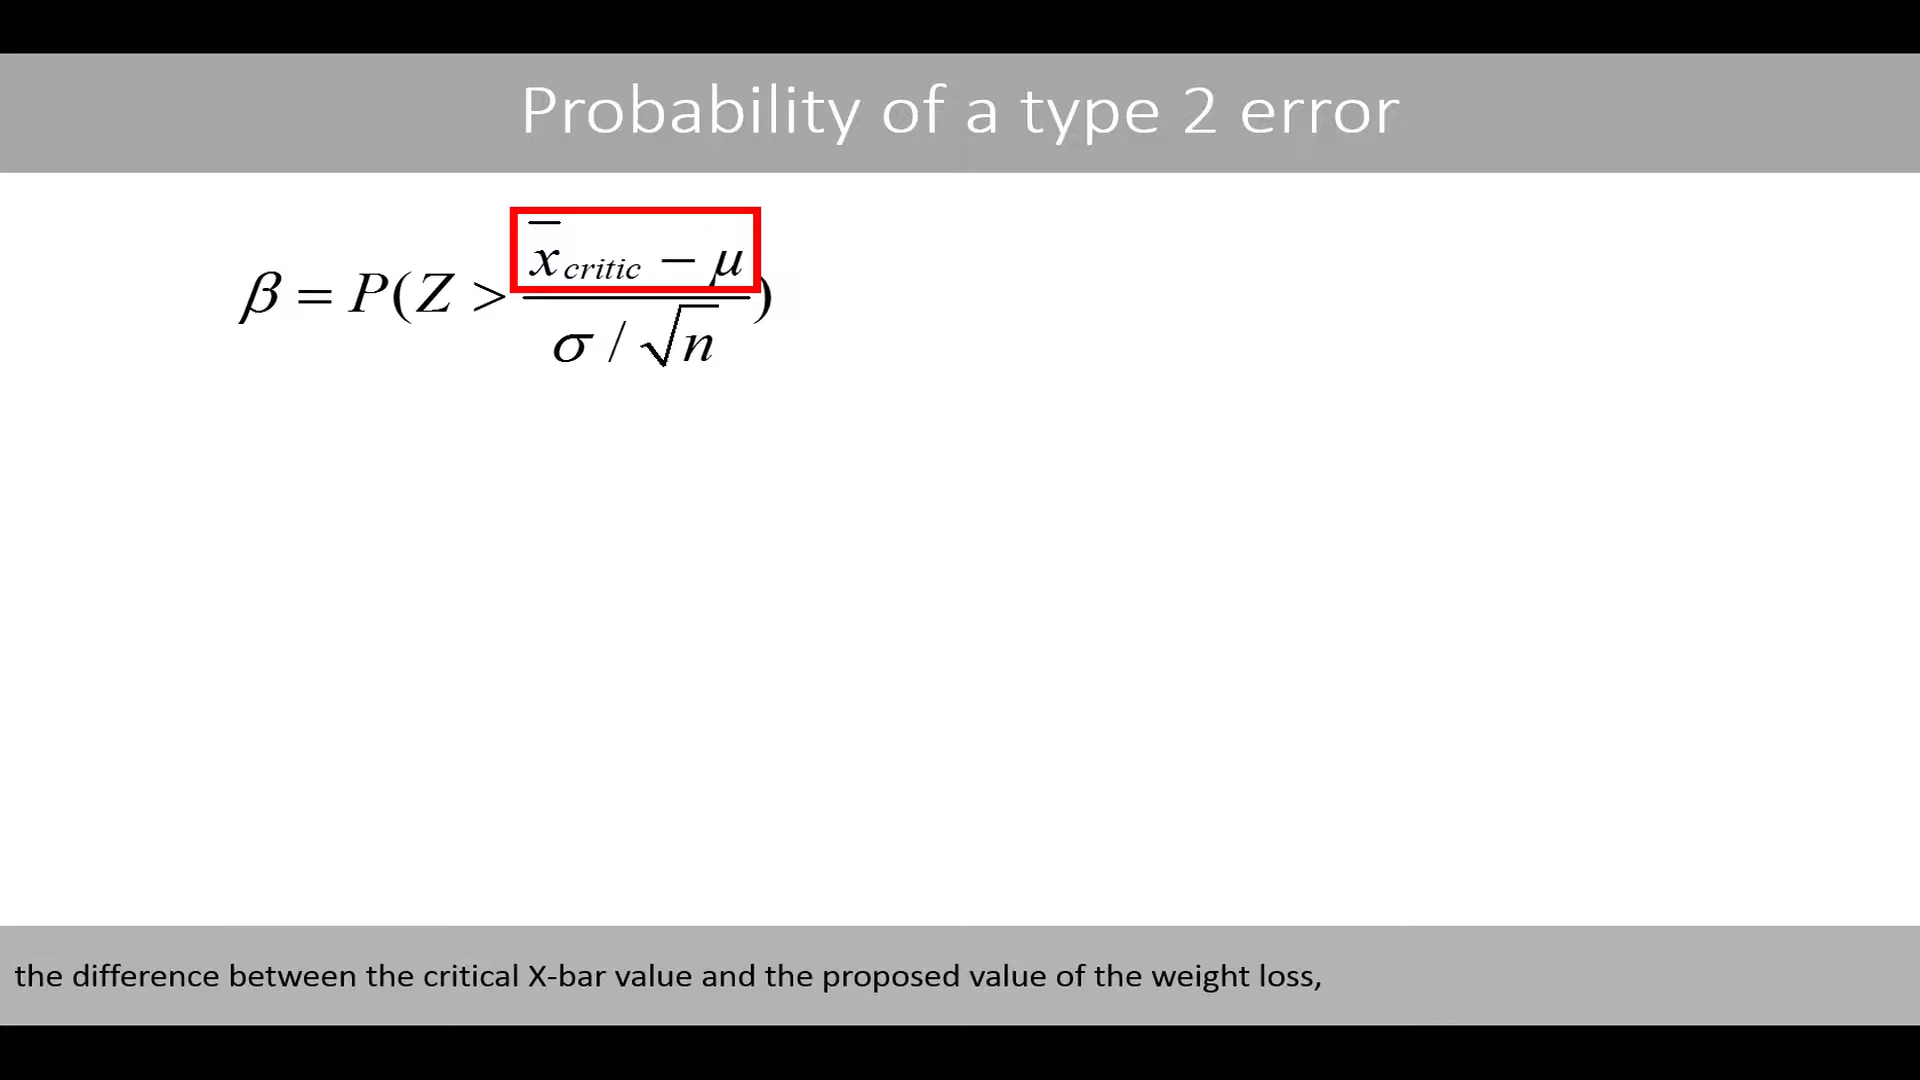 Probability of a type 2 error
β = P(Z > (x̄critic − μ) / (σ / √n))
the difference between the critical X-bar value and the proposed value of the weight loss,